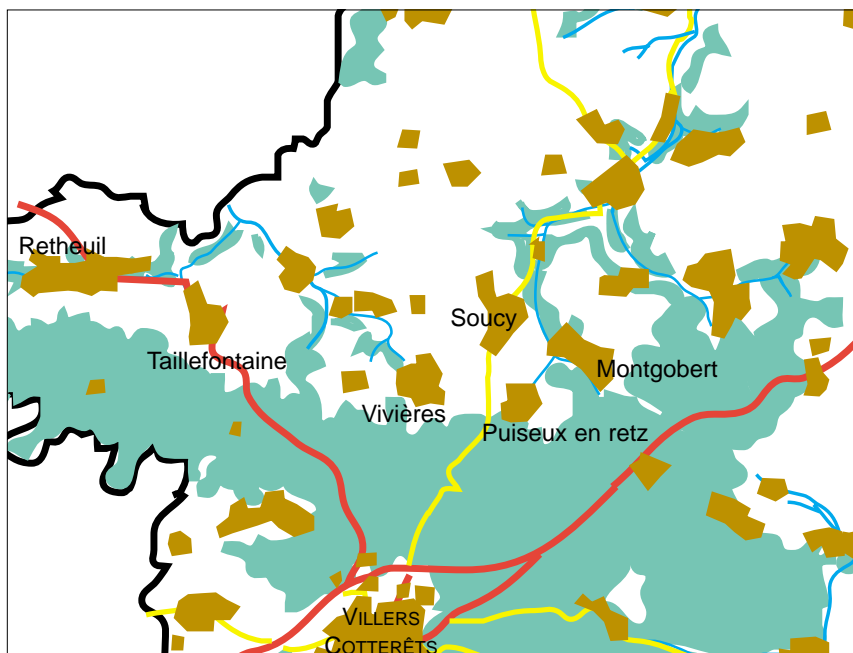 Retheuil
Soucy
Taillefontaine
Montgobert
Vivières
Puiseux en retz
VILLERS
COTTERÊTS